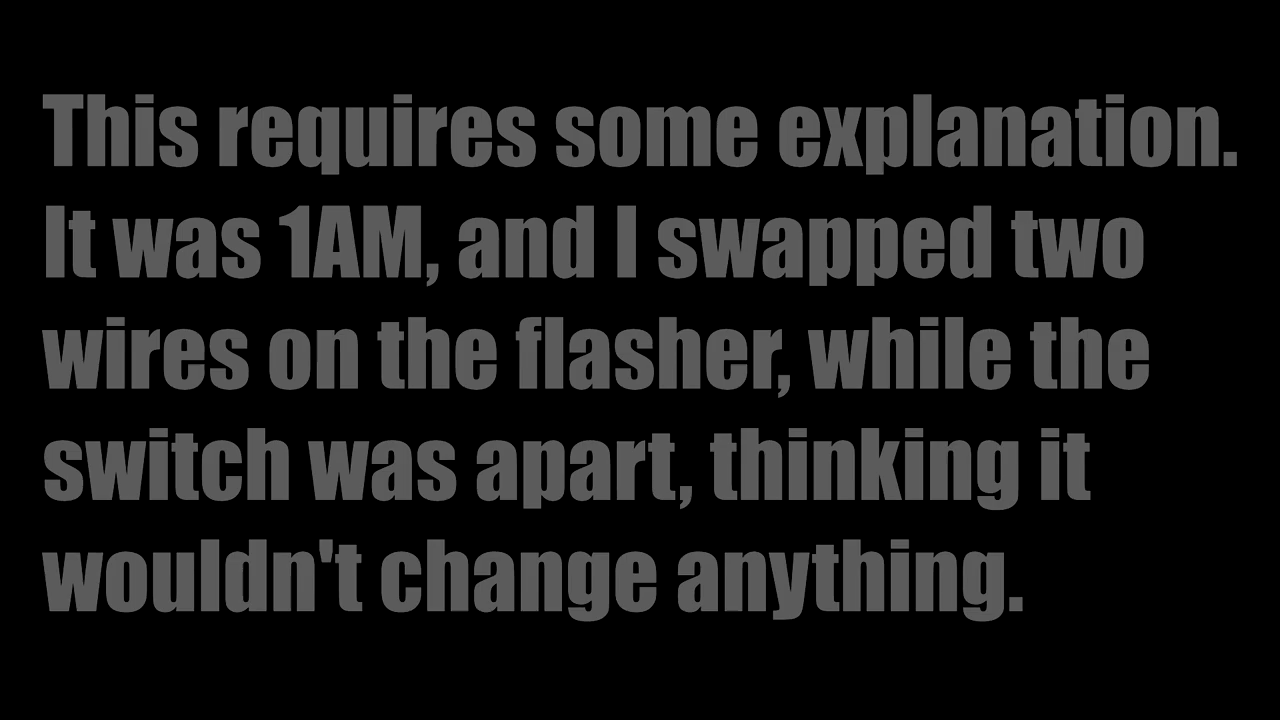 This requires some explanation.
It was 1AM, and I swapped two
wires on the flasher, while the
switch was apart, thinking it
wouldn't change anything.